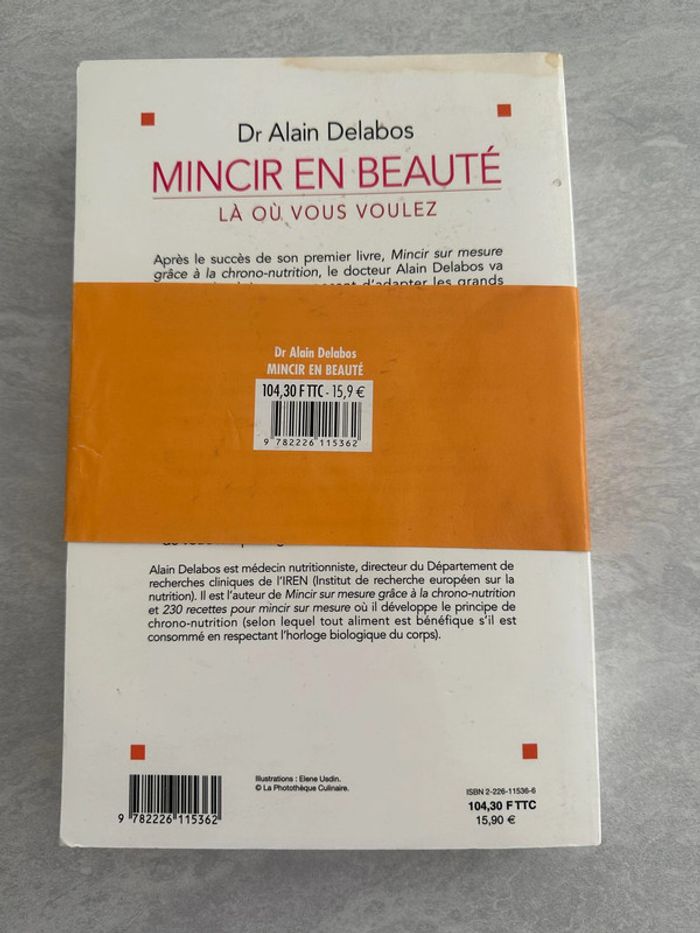 Dr Alain Delabos
MINCIR EN BEAUTÉ
LÀ OÙ VOUS VOULEZ
Après le succès de son premier livre, Mincir sur mesure
grâce à la chrono-nutrition, le docteur Alain Delabos va
d'adapter les grands
Dr Alain Delabos
MINCIR EN BEAUTÉ
104,30 F TTC - 15,9 €
9 782226 115362
Alain Delabos est médecin nutritionniste, directeur du Département de
recherches cliniques de l'IREN (Institut de recherche européen sur la
nutrition). Il est l'auteur de Mincir sur mesure grâce à la chrono-nutrition
et 230 recettes pour mincir sur mesure où il développe le principe de
chrono-nutrition (selon lequel tout aliment est bénéfique s'il est
consommé en respectant l'horloge biologique du corps).
9 782226 115362
Illustrations : Elene Usdin.
© La Photothèque Culinaire.
ISBN 2-226-11536-6
104,30 F TTC
15,90 €